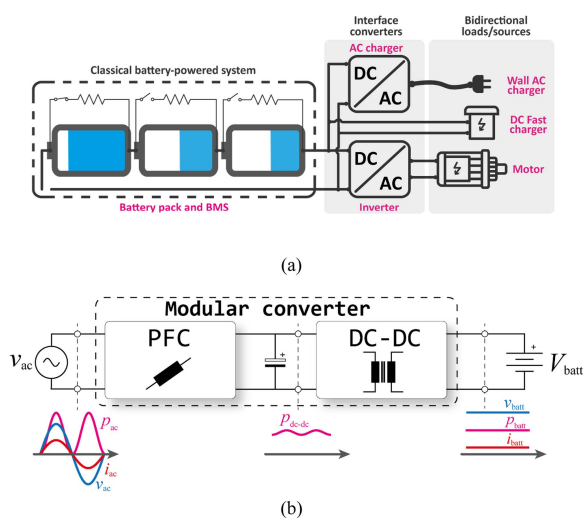 Interface
converters
Bidirectional
loads/sources
AC charger
Classical battery-powered system
DC
AC
Wall AC
charger
DC Fast
charger
DC
AC
Motor
Battery pack and BMS
Inverter
(a)
Modular converter
PFC
DC-DC
+
+
vac
Vbatt
pac
iac
vac
pdc-dc
vbatt
pbatt
ibatt
(b)